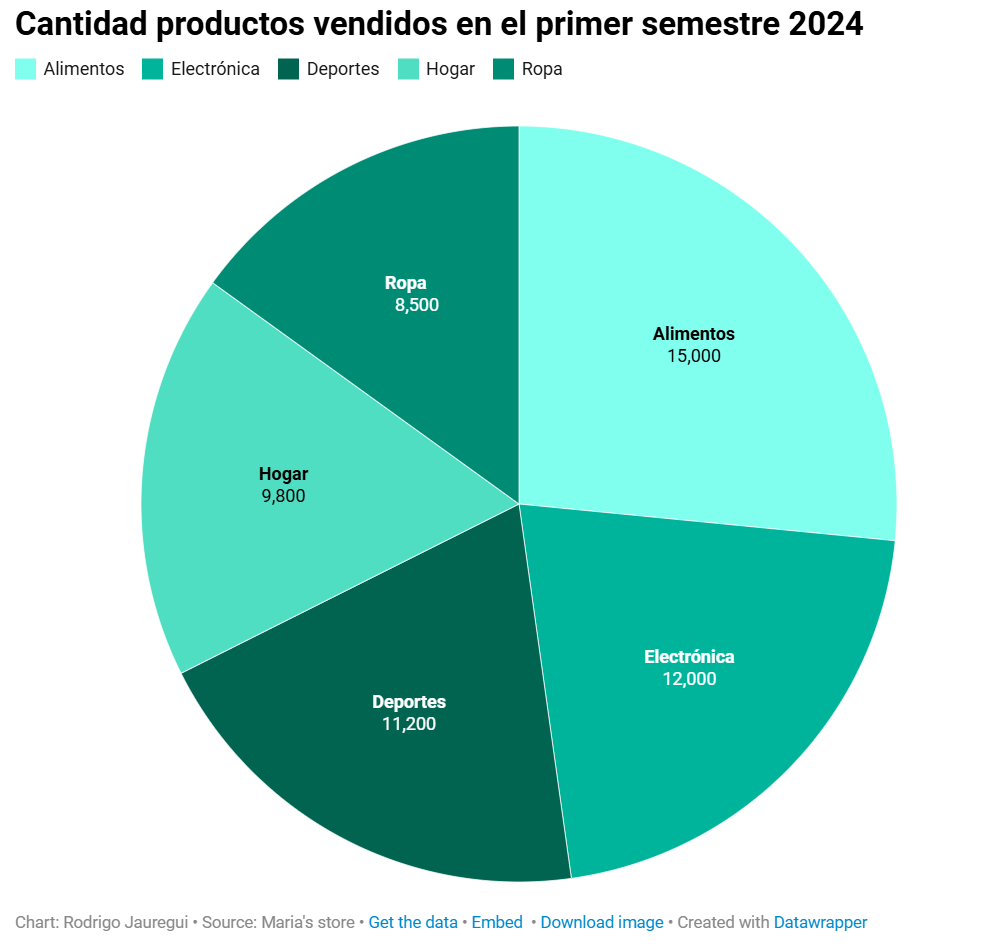 Cantidad productos vendidos en el primer semestre 2024
Alimentos Electrónica Deportes Hogar Ropa
Ropa
8,500
Alimentos
15,000
Hogar
9,800
Electrónica
12,000
Deportes
11,200
Chart: Rodrigo Jauregui • Source: Maria's store • Get the data • Embed • Download image • Created with Datawrapper